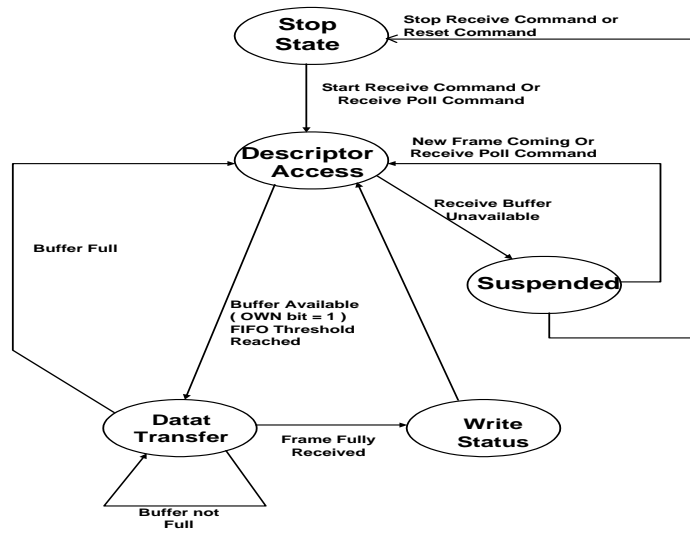 Stop
State
Stop Receive Command or
Reset Command
Start Receive Command Or
Receive Poll Command
Descriptor
Access
New Frame Coming Or
Receive Poll Command
Receive Buffer
Unavailable
Buffer Full
Suspended
Buffer Available
( OWN bit = 1 )
FIFO Threshold
Reached
Datat
Transfer
Frame Fully
Received
Write
Status
Buffer not
Full